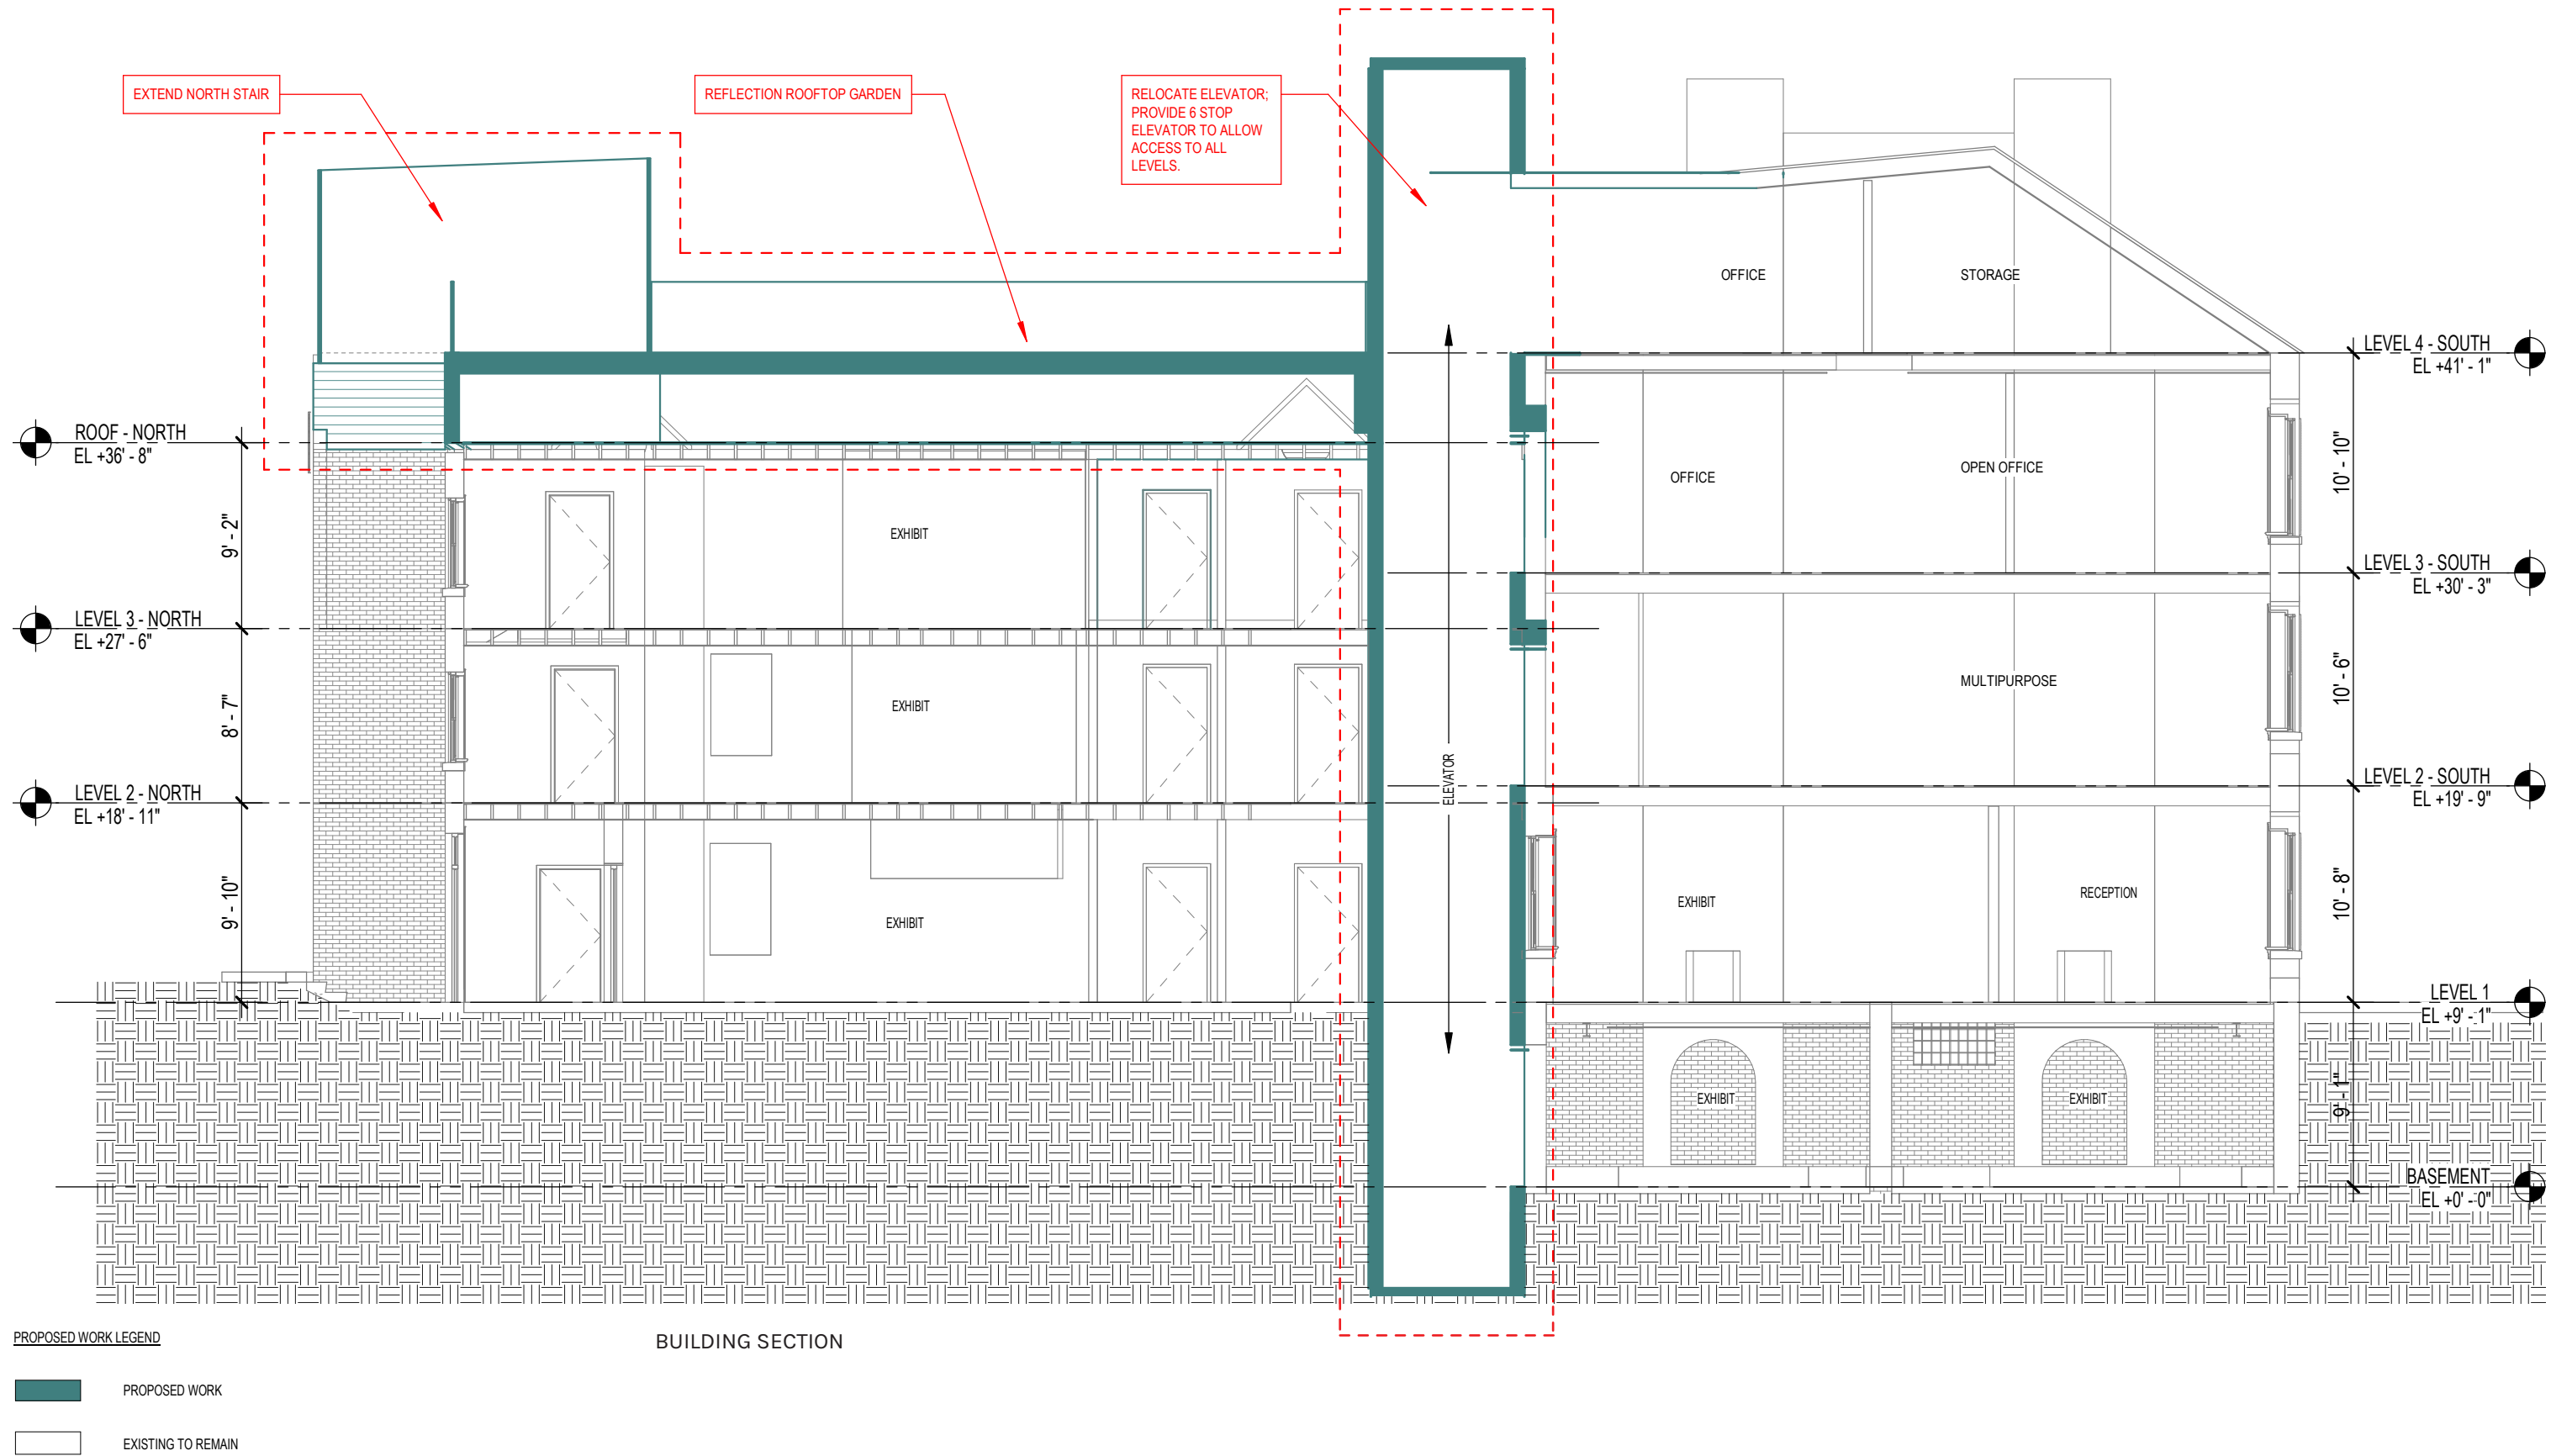 EXTEND NORTH STAIR
REFLECTION ROOFTOP GARDEN
RELOCATE ELEVATOR;
PROVIDE 6 STOP
ELEVATOR TO ALLOW
ACCESS TO ALL
LEVELS.
OFFICE
STORAGE
LEVEL 4 - SOUTH
EL +41' - 1"
ROOF - NORTH
EL +36' - 8"
10' - 10"
OFFICE
OPEN OFFICE
9' - 2"
EXHIBIT
LEVEL 3 - SOUTH
EL +30' - 3"
LEVEL 3 - NORTH
EL +27' - 6"
10' - 6"
MULTIPURPOSE
8' - 7"
EXHIBIT
ELEVATOR
LEVEL 2 - SOUTH
EL +19' - 9"
LEVEL 2 - NORTH
EL +18' - 11"
10' - 8"
9' - 10"
EXHIBIT
EXHIBIT
RECEPTION
LEVEL 1
EL +9' - 1"
EXHIBIT
EXHIBIT
9' - 1"
BASEMENT
EL +0' - 0"
PROPOSED WORK LEGEND
BUILDING SECTION
PROPOSED WORK
EXISTING TO REMAIN